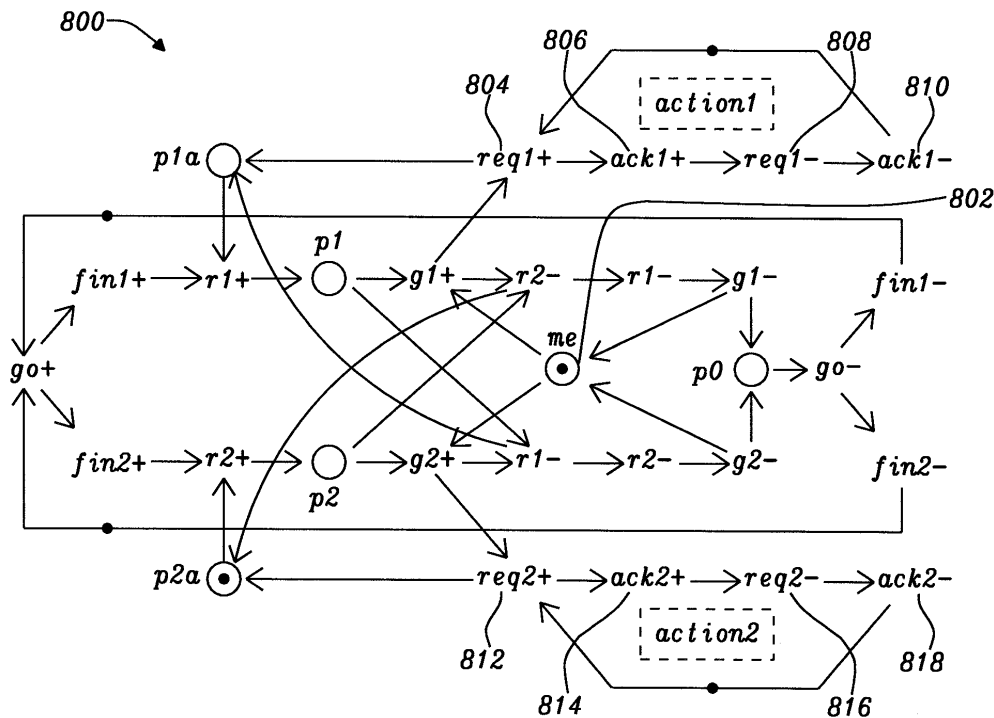 800
806
808
804
action1
810
p1a
req1+
ack1+
req1-
ack1-
802
p1
fin1+
r1+
g1+
r2-
r1-
g1-
fin1-
me
go+
p0
go-
fin2+
r2+
g2+
r1-
r2-
g2-
fin2-
p2
p2a
req2+
ack2+
req2-
ack2-
action2
812
818
814
816